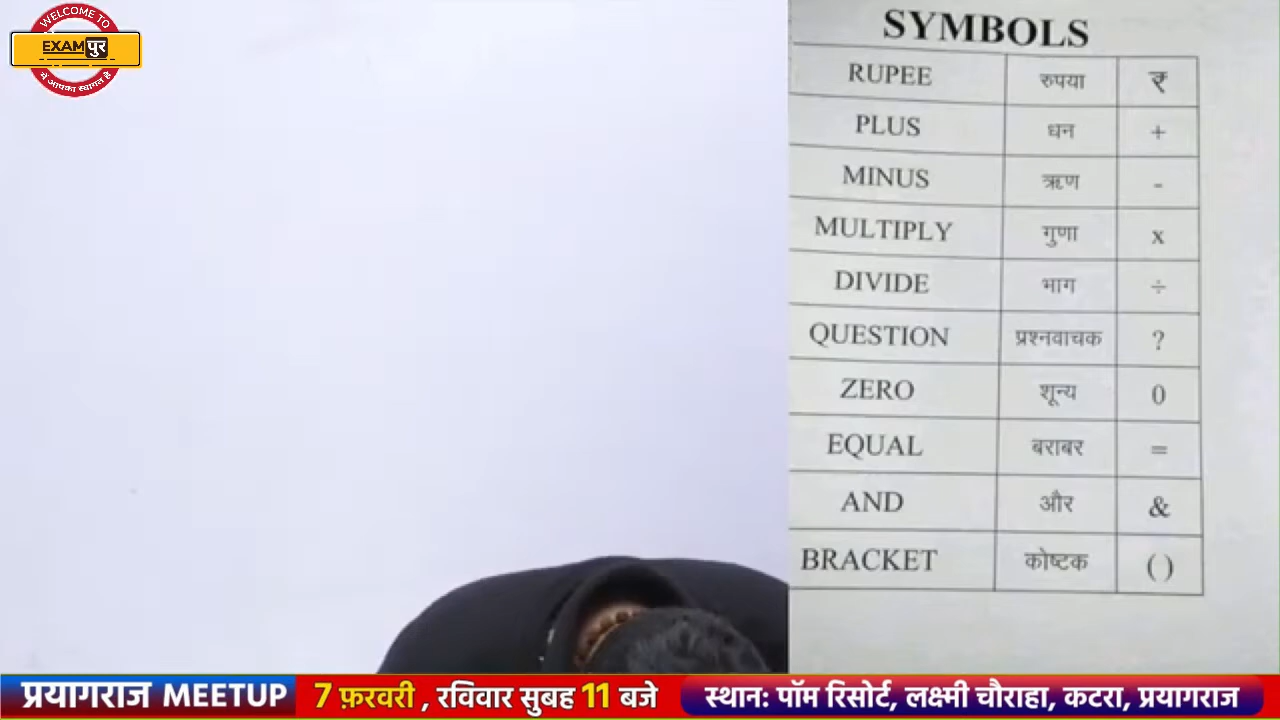 WELCOME TO
EXAMपुर
में आपका स्वागत है
SYMBOLS
RUPEE रुपया ₹
PLUS धन +
MINUS ऋण -
MULTIPLY गुणा x
DIVIDE भाग ÷
QUESTION प्रश्नवाचक ?
ZERO शून्य 0
EQUAL बराबर =
AND और &
BRACKET कोष्टक ( )
प्रयागराज MEETUP 7 फ़रवरी , रविवार सुबह 11 बजे स्थान: पॉम रिसोर्ट, लक्ष्मी चौराहा, कटरा, प्रयागराज